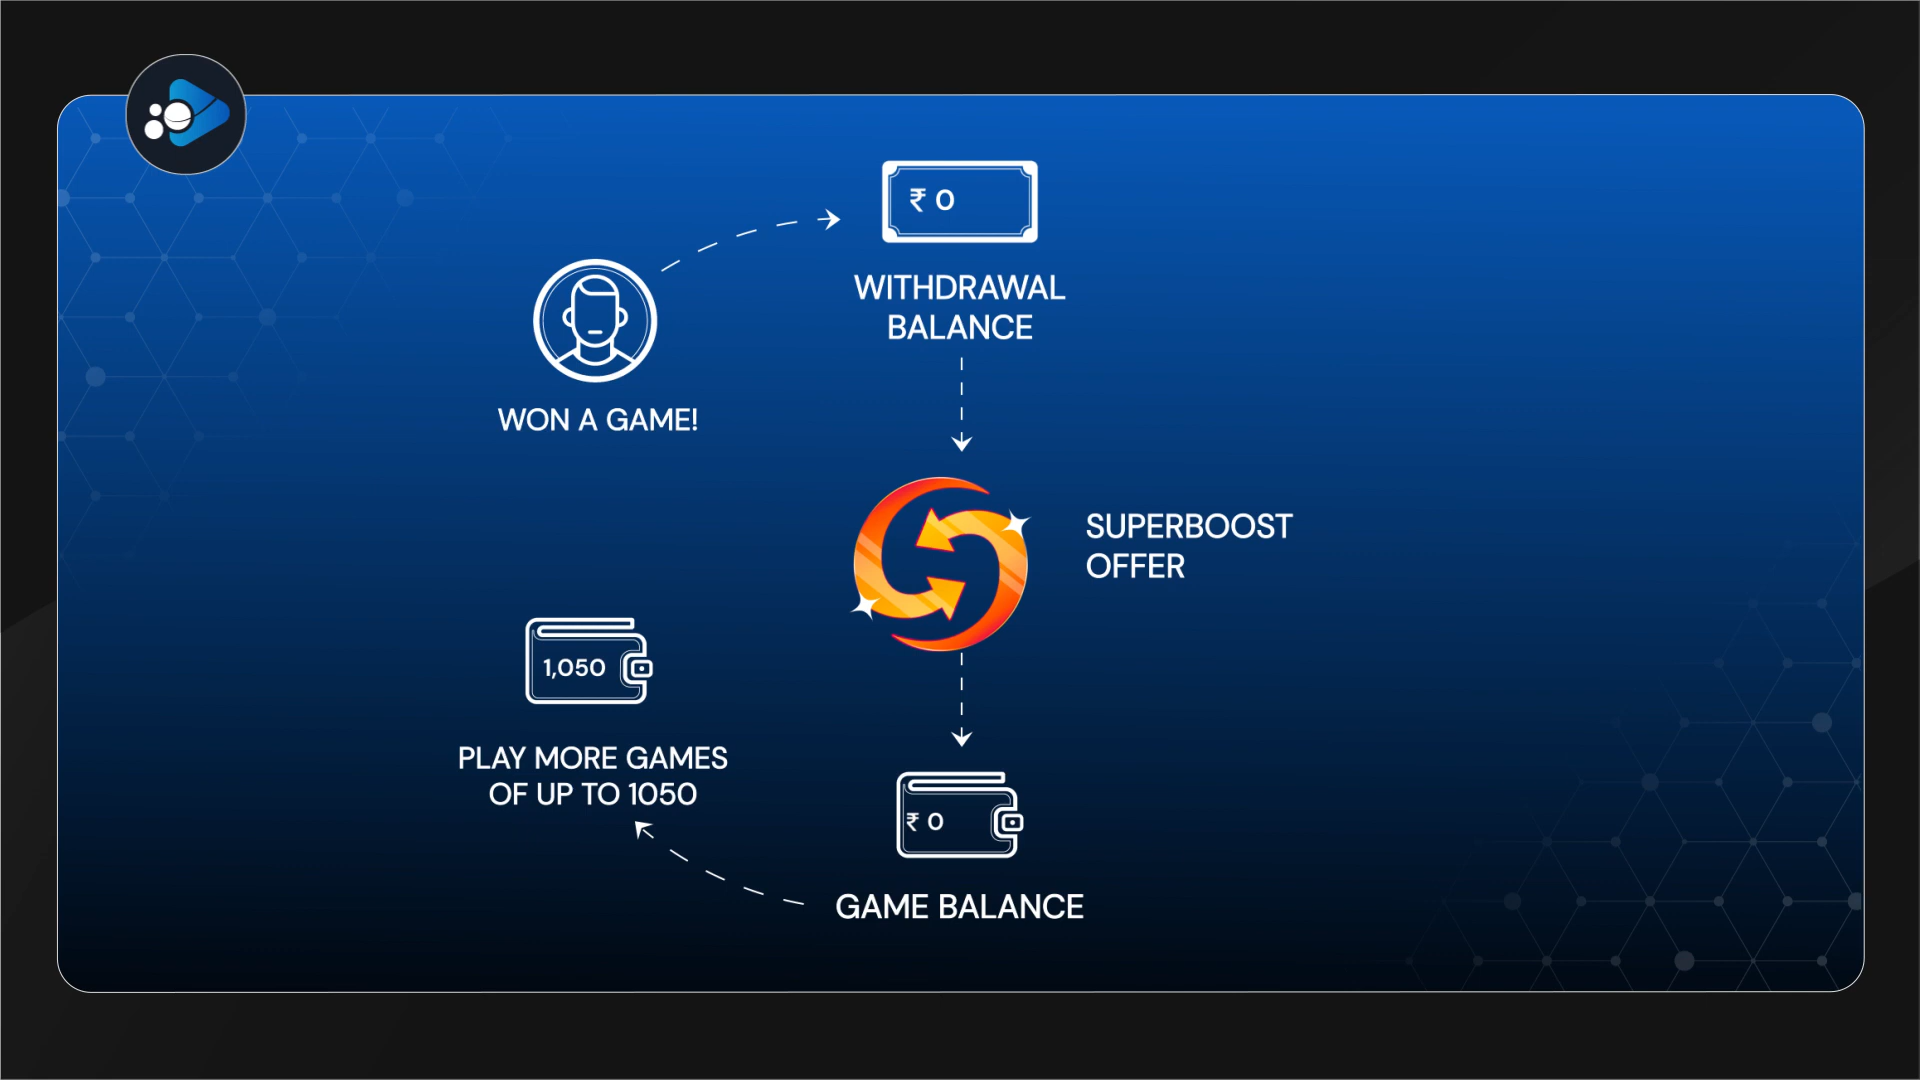 ₹ 0
WITHDRAWAL
BALANCE
WON A GAME!
SUPERBOOST
OFFER
1,050
PLAY MORE GAMES
OF UP TO 1050
₹ 0
GAME BALANCE